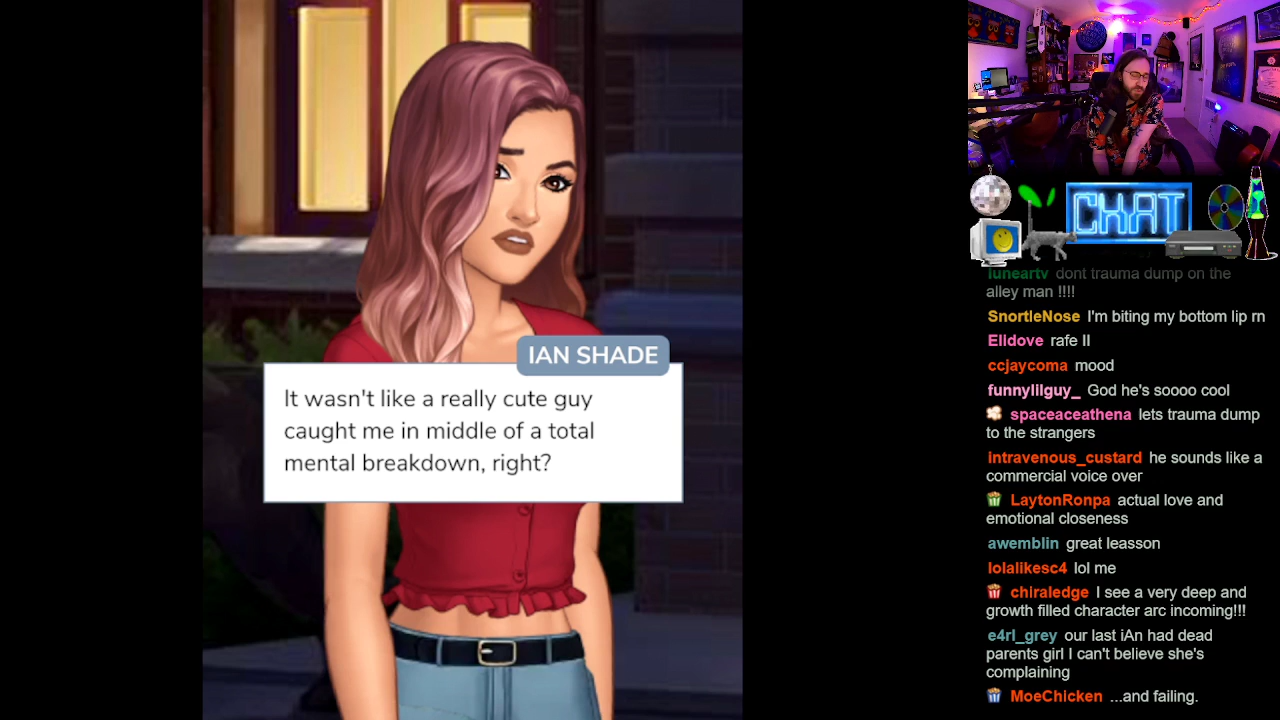 IAN SHADE
It wasn't like a really cute guy
caught me in middle of a total
mental breakdown, right?
CHAT
luneartv dont trauma dump on the
alley man !!!!
SnortleNose I'm biting my bottom lip rn
Elldove rafe II
ccjaycoma mood
funnylilguy_ God he's soooo cool
spaceaceathena lets trauma dump
to the strangers
intravenous_custard he sounds like a
commercial voice over
LaytonRonpa actual love and
emotional closeness
awemblin great leasson
lolalikesc4 lol me
chiraledge I see a very deep and
growth filled character arc incoming!!!
e4rl_grey our last iAn had dead
parents girl I can't believe she's
complaining
MoeChicken ...and failing.